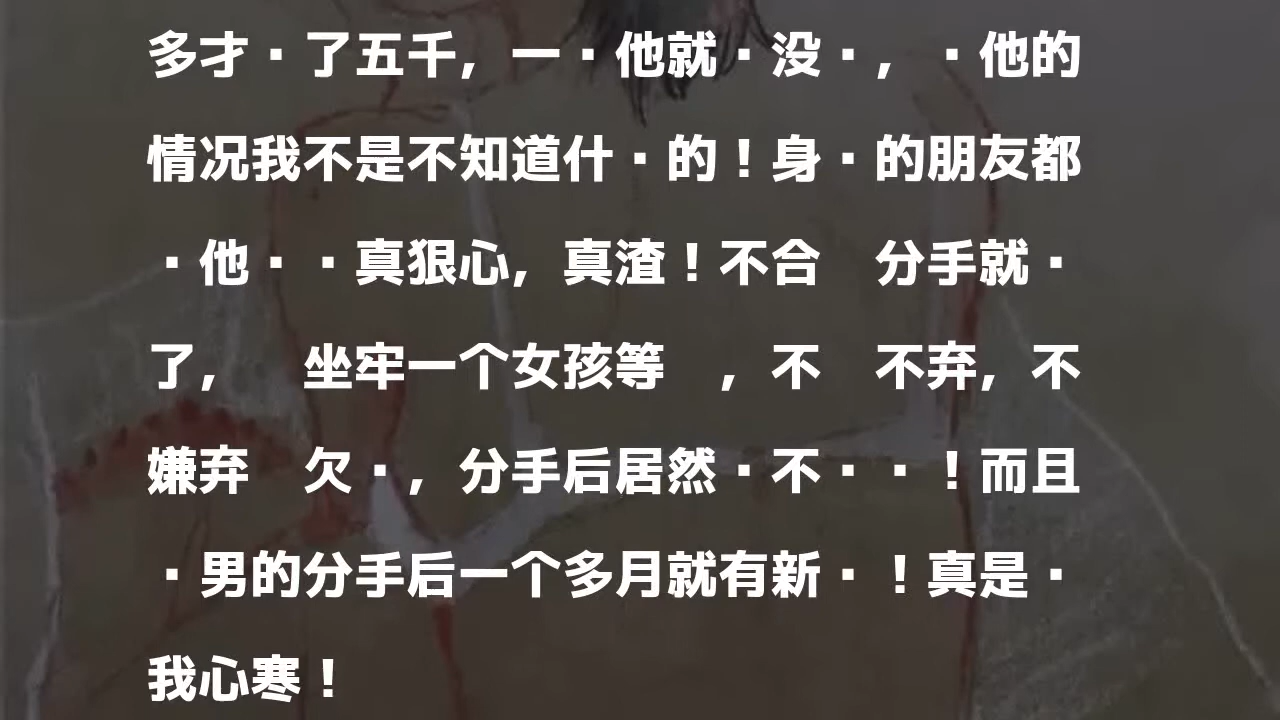 多才·了五千，一·他就·没·，·他的
情况我不是不知道什·的！身·的朋友都
·他··真狠心，真渣！不合　分手就·
了，　坐牢一个女孩等　，不　不弃，不
嫌弃　欠·，分手后居然·不··！而且
·男的分手后一个多月就有新·！真是·
我心寒！